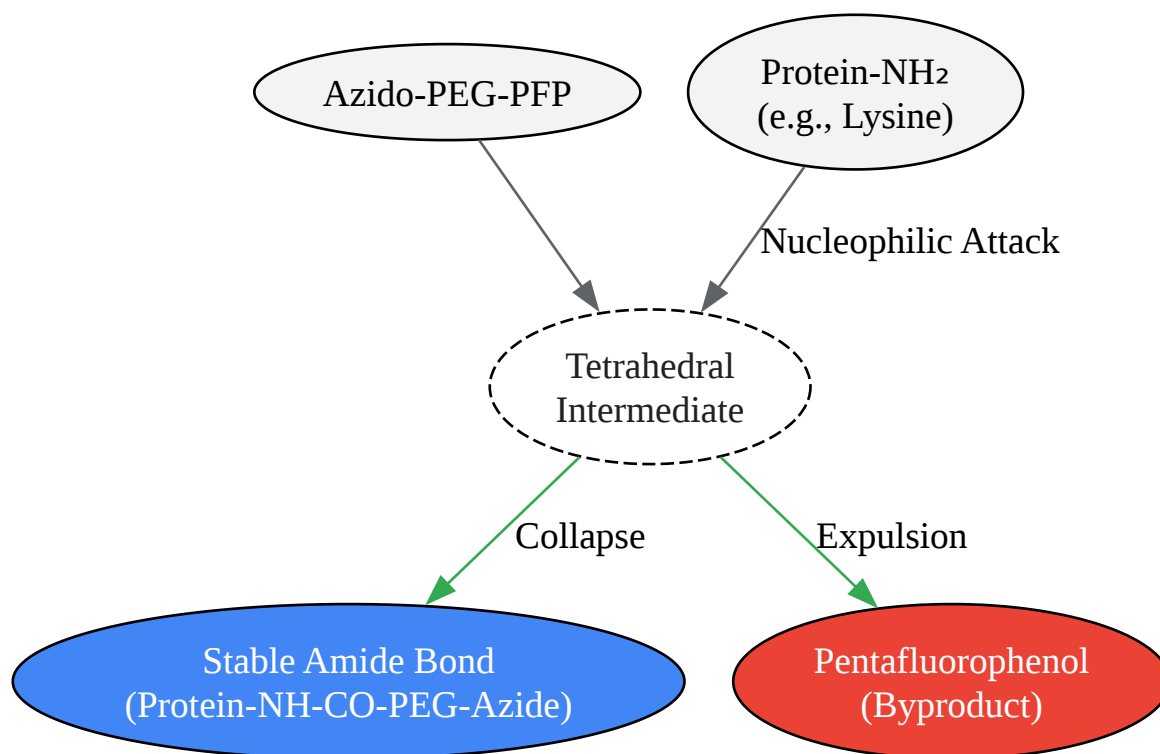 Azido-PEG-PFP
Protein-NH₂
(e.g., Lysine)
Nucleophilic Attack
Tetrahedral
Intermediate
Collapse
Expulsion
Stable Amide Bond
(Protein-NH-CO-PEG-Azide)
Pentafluorophenol
(Byproduct)